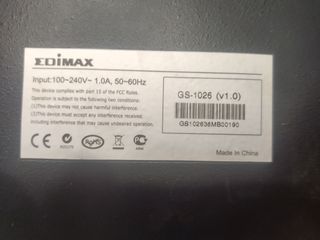 EDIMAX
Input:100~240V~ 1.0A, 50~60Hz
This device complies with part 15 of the FCC Rules.
Operation is subject to the following two conditions:
(1)This device may not cause harmful interference.
(2)This device must accept any interference received
including interference that may cause undesired operation.
GS-1026 (v1.0)
GS102638MB00190
CE
Made In China